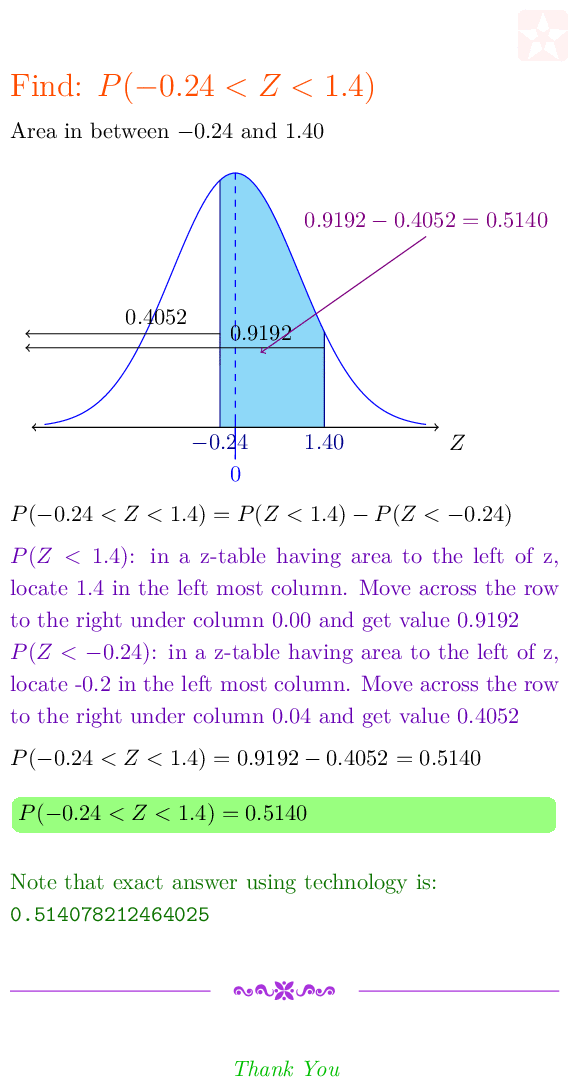 Find: P(−0.24 < Z < 1.4)
Area in between −0.24 and 1.40
0.9192 − 0.4052 = 0.5140
0.4052
0.9192
−0.24
1.40
Z
0
P(−0.24 < Z < 1.4) = P(Z < 1.4) − P(Z < −0.24)
P(Z < 1.4): in a z-table having area to the left of z,
locate 1.4 in the left most column. Move across the row
to the right under column 0.00 and get value 0.9192
P(Z < −0.24): in a z-table having area to the left of z,
locate -0.2 in the left most column. Move across the row
to the right under column 0.04 and get value 0.4052
P(−0.24 < Z < 1.4) = 0.9192 − 0.4052 = 0.5140
P(−0.24 < Z < 1.4) = 0.5140
Note that exact answer using technology is:
0.514078212464025
Thank You